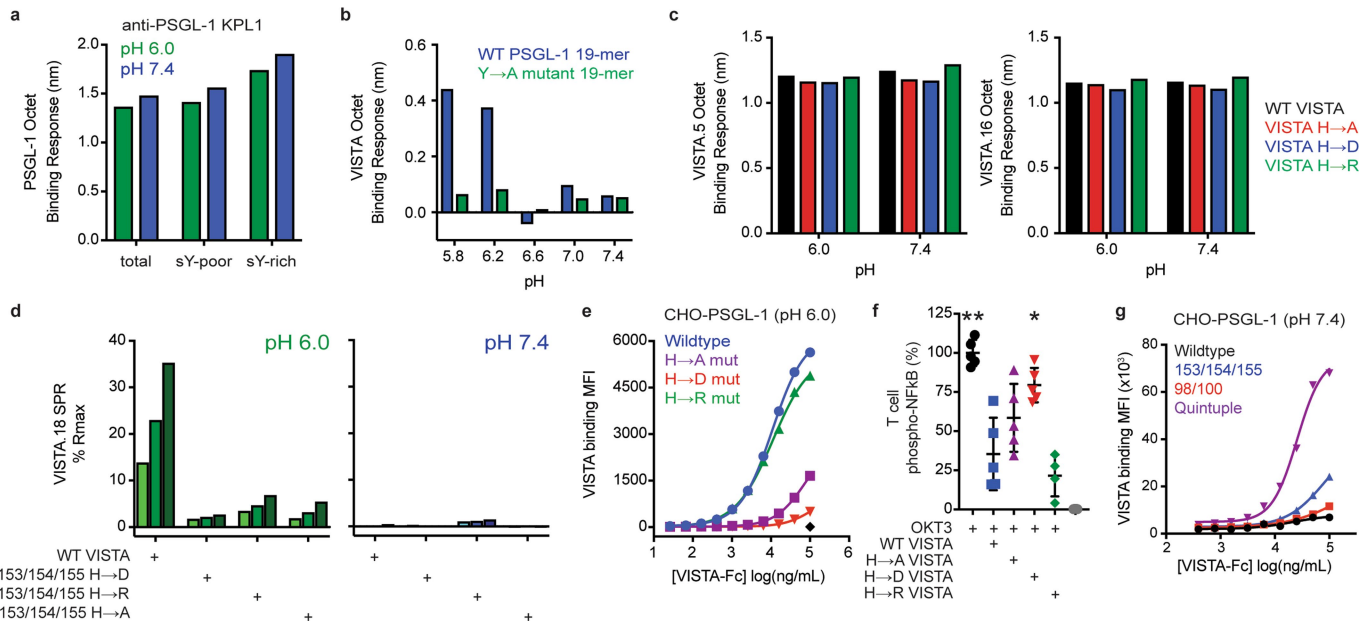 a
anti-PSGL-1 KPL1
pH 6.0
pH 7.4
PSGL-1 Octet
Binding Response (nm)
2.0
1.5
1.0
0.5
0.0
total sY-poor sY-rich
b
WT PSGL-1 19-mer
Y→A mutant 19-mer
VISTA Octet
Binding Response (nm)
0.6
0.4
0.2
0.0
5.8 6.2 6.6 7.0 7.4
pH
c
VISTA.5 Octet
Binding Response (nm)
1.5
1.0
0.5
0.0
6.0 7.4
pH
VISTA.16 Octet
Binding Response (nm)
1.5
1.0
0.5
0.0
6.0 7.4
pH
WT VISTA
VISTA H→A
VISTA H→D
VISTA H→R
d
pH 6.0
pH 7.4
VISTA.18 SPR
% Rmax
40
30
20
10
0
WT VISTA + +
153/154/155 H→D + +
153/154/155 H→R + +
153/154/155 H→A + +
e
CHO-PSGL-1 (pH 6.0)
Wildtype
H→A mut
H→D mut
H→R mut
VISTA binding MFI
6000
4500
3000
1500
0
1 2 3 4 5 6
[VISTA-Fc] log(ng/mL)
f
T cell
phospho-NFkB (%)
125
100
75
50
25
0
** *
OKT3 + + + + +
WT VISTA +
H→A VISTA +
H→D VISTA +
H→R VISTA +
g
CHO-PSGL-1 (pH 7.4)
Wildtype
153/154/155
98/100
Quintuple
VISTA binding MFI (x10³)
80
60
40
20
0
2 3 4 5
[VISTA-Fc] log(ng/mL)